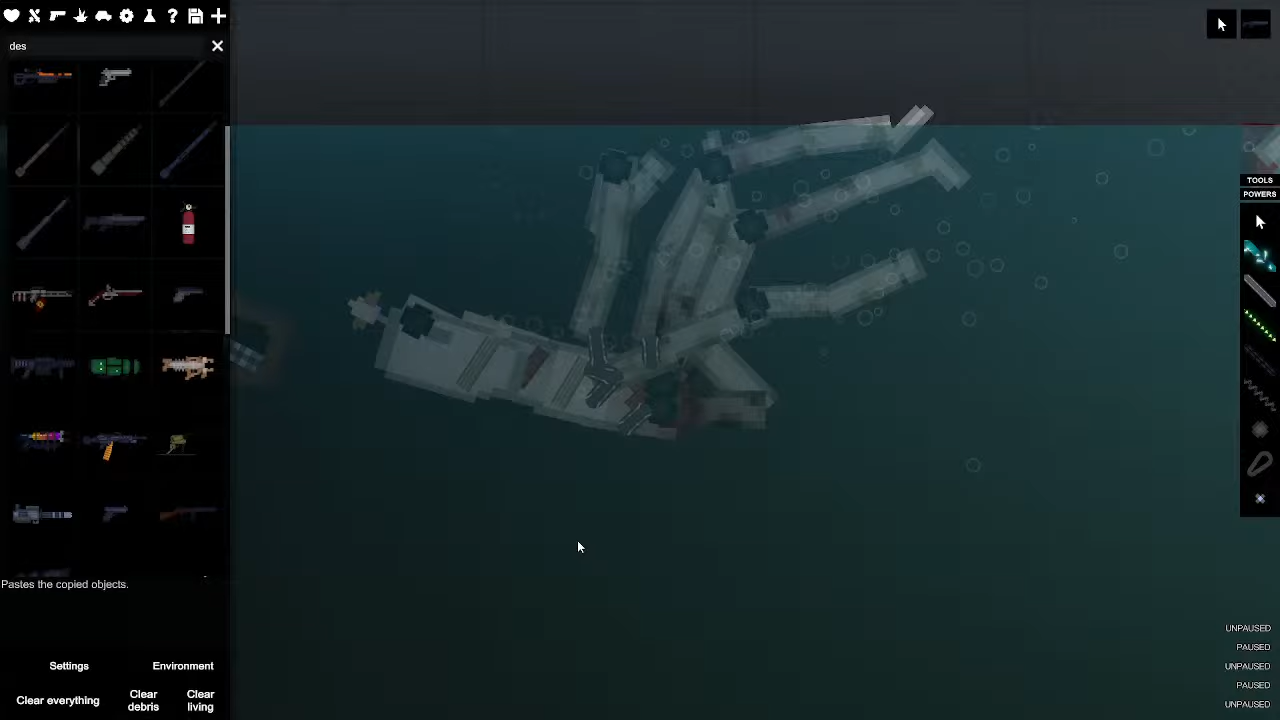 des
TOOLS
POWERS
Pastes the copied objects.
UNPAUSED
PAUSED
UNPAUSED
PAUSED
UNPAUSED
Settings
Environment
Clear everything
Clear debris
Clear living